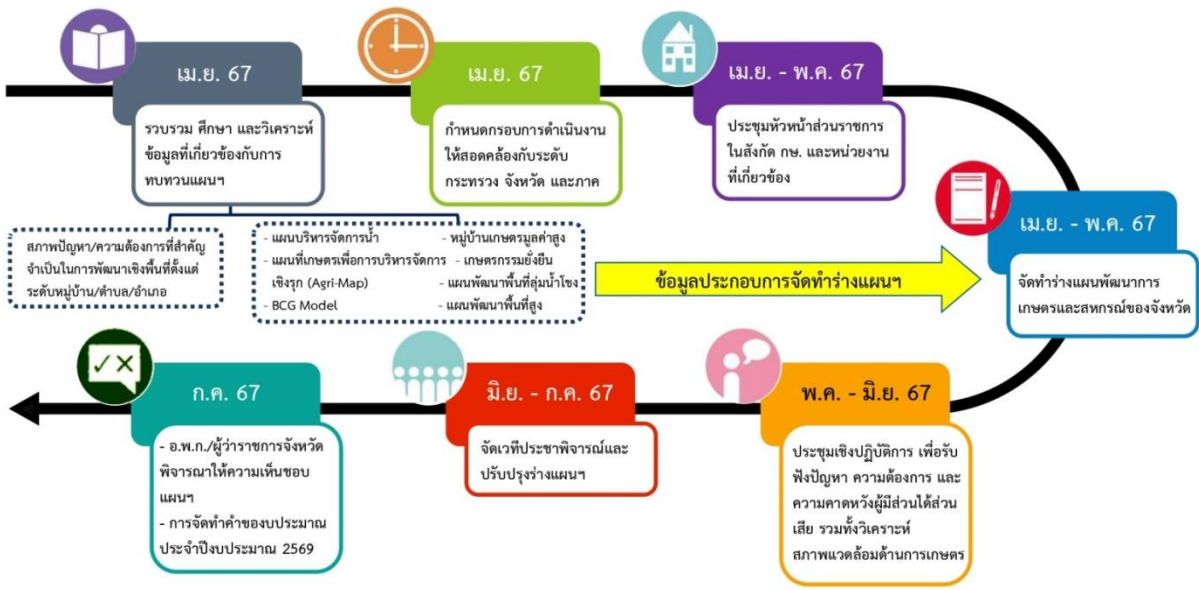 เม.ย. 67
รวบรวม ศึกษา และวิเคราะห์
ข้อมูลที่เกี่ยวข้องกับการ
ทบทวนแผนฯ
เม.ย. 67
กำหนดกรอบการดำเนินงาน
ให้สอดคล้องกับระดับ
กระทรวง จังหวัด และภาค
เม.ย. - พ.ค. 67
ประชุมหัวหน้าส่วนราชการ
ในสังกัด กษ. และหน่วยงาน
ที่เกี่ยวข้อง
สภาพปัญหา/ความต้องการที่สำคัญ
จำเป็นในการพัฒนาเชิงพื้นที่ตั้งแต่
ระดับหมู่บ้าน/ตำบล/อำเภอ
- แผนบริหารจัดการน้ำ
- แผนที่เกษตรเพื่อการบริหารจัดการ
เชิงรุก (Agri-Map)
- BCG Model
- หมู่บ้านเกษตรมูลค่าสูง
- เกษตรกรรมยั่งยืน
- แผนพัฒนาพื้นที่ลุ่มน้ำโขง
- แผนพัฒนาพื้นที่สูง
ข้อมูลประกอบการจัดทำร่างแผนฯ
เม.ย. - พ.ค. 67
จัดทำร่างแผนพัฒนาการ
เกษตรและสหกรณ์ของจังหวัด
พ.ค. - มิ.ย. 67
ประชุมเชิงปฏิบัติการ เพื่อรับ
ฟังปัญหา ความต้องการ และ
ความคาดหวังผู้มีส่วนได้ส่วน
เสีย รวมทั้งวิเคราะห์
สภาพแวดล้อมด้านการเกษตร
มิ.ย. - ก.ค. 67
จัดเวทีประชาพิจารณ์และ
ปรับปรุงร่างแผนฯ
ก.ค. 67
- อ.พ.ก./ผู้ว่าราชการจังหวัด
พิจารณาให้ความเห็นชอบ
แผนฯ
- การจัดทำคำของบประมาณ
ประจำปีงบประมาณ 2569